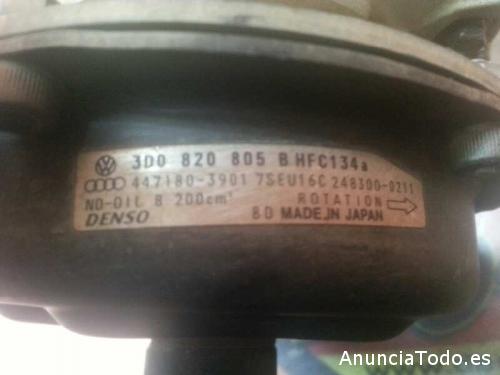 3D0 820 805 B HFC134a
447180-3901 7SEU16C 248300-0211
ND-OIL 8 200cm³ ROTATION
DENSO 8D MADE IN JAPAN
AnunciaTodo.es